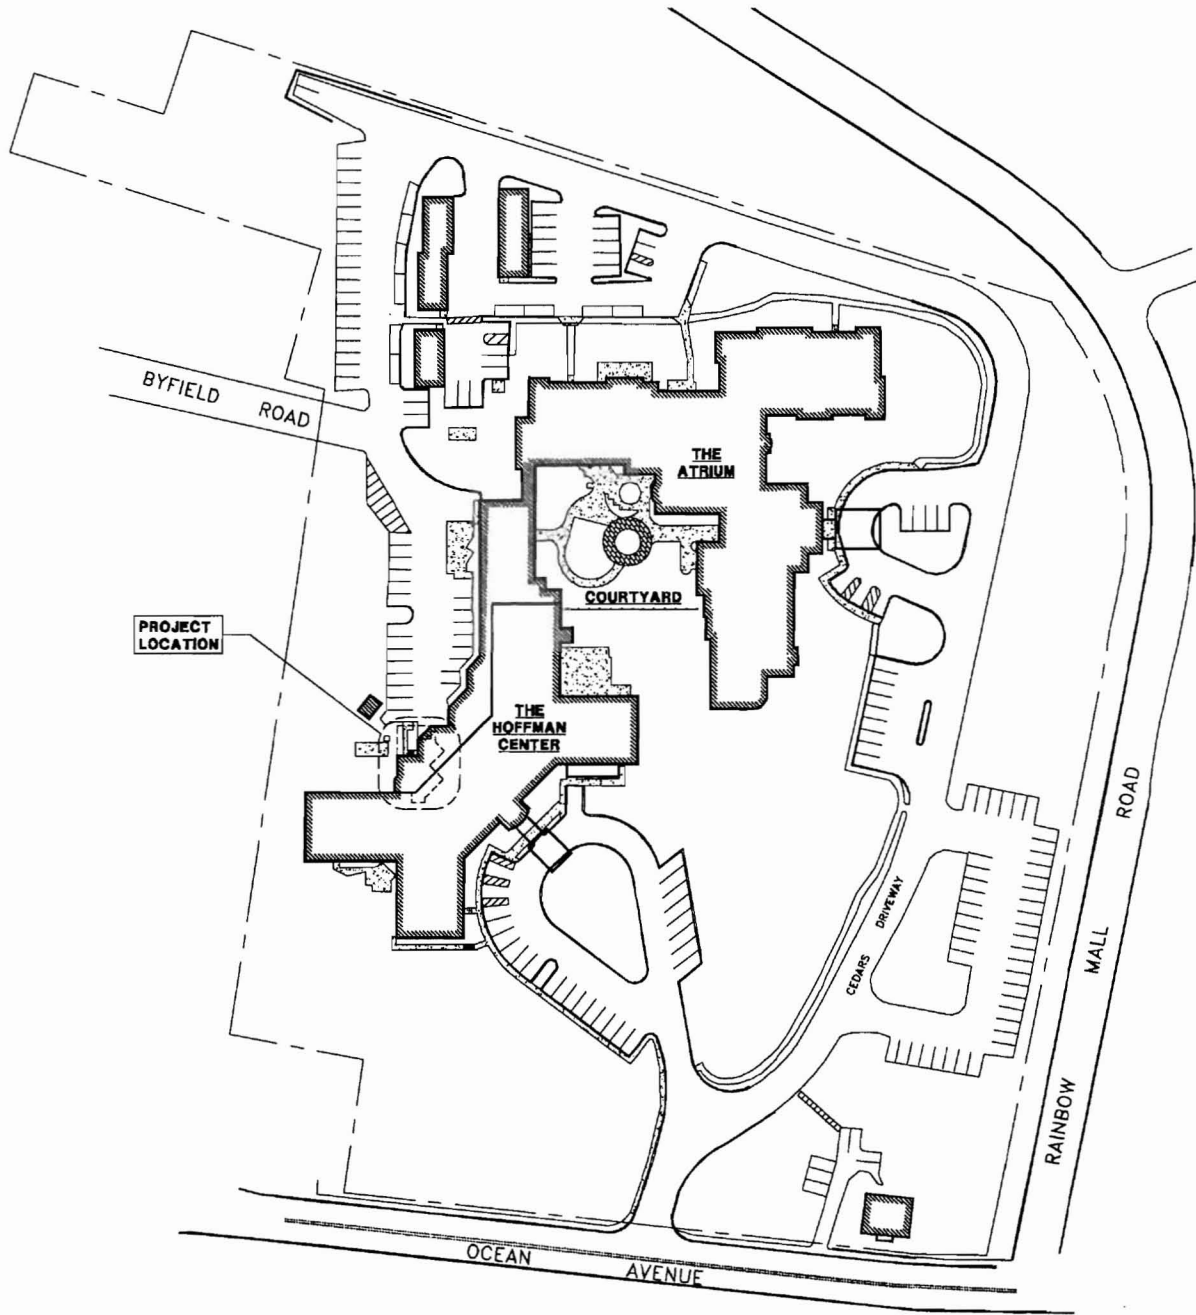 BYFIELD ROAD
THE
ATRIUM
COURTYARD
PROJECT
LOCATION
THE
HOFFMAN
CENTER
CEDARS DRIVEWAY
RAINBOW MALL ROAD
OCEAN AVENUE